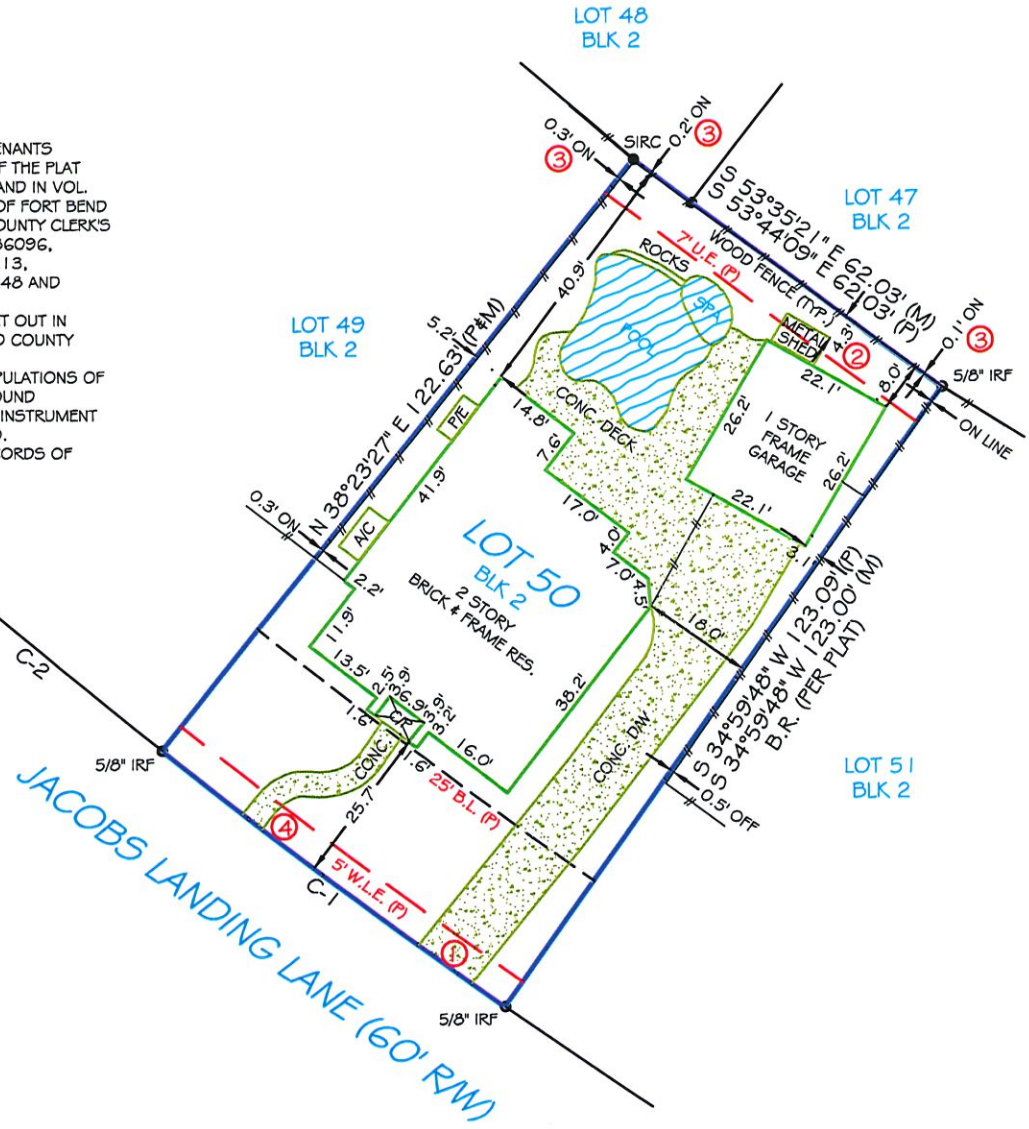 LOT 48
BLK 2
ENANTS
F THE PLAT
AND IN VOL.
OF FORT BEND
OUNTY CLERK'S
36096,
13,
48 AND
T OUT IN
D COUNTY
PULATIONS OF
OUND
INSTRUMENT
O.
CORDS OF
0.3' ON
3
SIRC
0.2' ON
3
LOT 47
BLK 2
S 53°35'21" E 62.03' (M)
S 53°44'09" E 62.03' (P)
WOOD FENCE (TYP.)
7' U.E. (P)
ROCKS
SPA
POOL
40.9'
LOT 49
BLK 2
5.2'
N 38°23'27" E 122.63' (P&M)
METAL
SHED
4.3'
2
0.1' ON
3
5/8" IRF
ON LINE
8.0'
22.1'
26.2'
1 STORY
FRAME
GARAGE
26.2'
22.1'
3.1'
CONC. DECK
14.8'
7.6'
17.0'
4.0'
7.0'
4.5'
P/E
41.9'
A/C
0.3' ON
2.2'
11.9'
13.5'
LOT 50
BLK 2
2 STORY
BRICK & FRAME RES.
18.0'
38.2'
S 34°59'48" W 123.09' (P)
S 34°59'48" W 123.00' (M)
B.R. (PER PLAT)
6.9'
C/P
1.6'
1.6'
16.0'
CONC.
25.7'
25' B.L. (P)
CONC. D/W
0.5' OFF
LOT 51
BLK 2
C-2
5/8" IRF
A
5' W.L.E. (P)
C-1
1
5/8" IRF
JACOBS LANDING LANE (60' R/W)